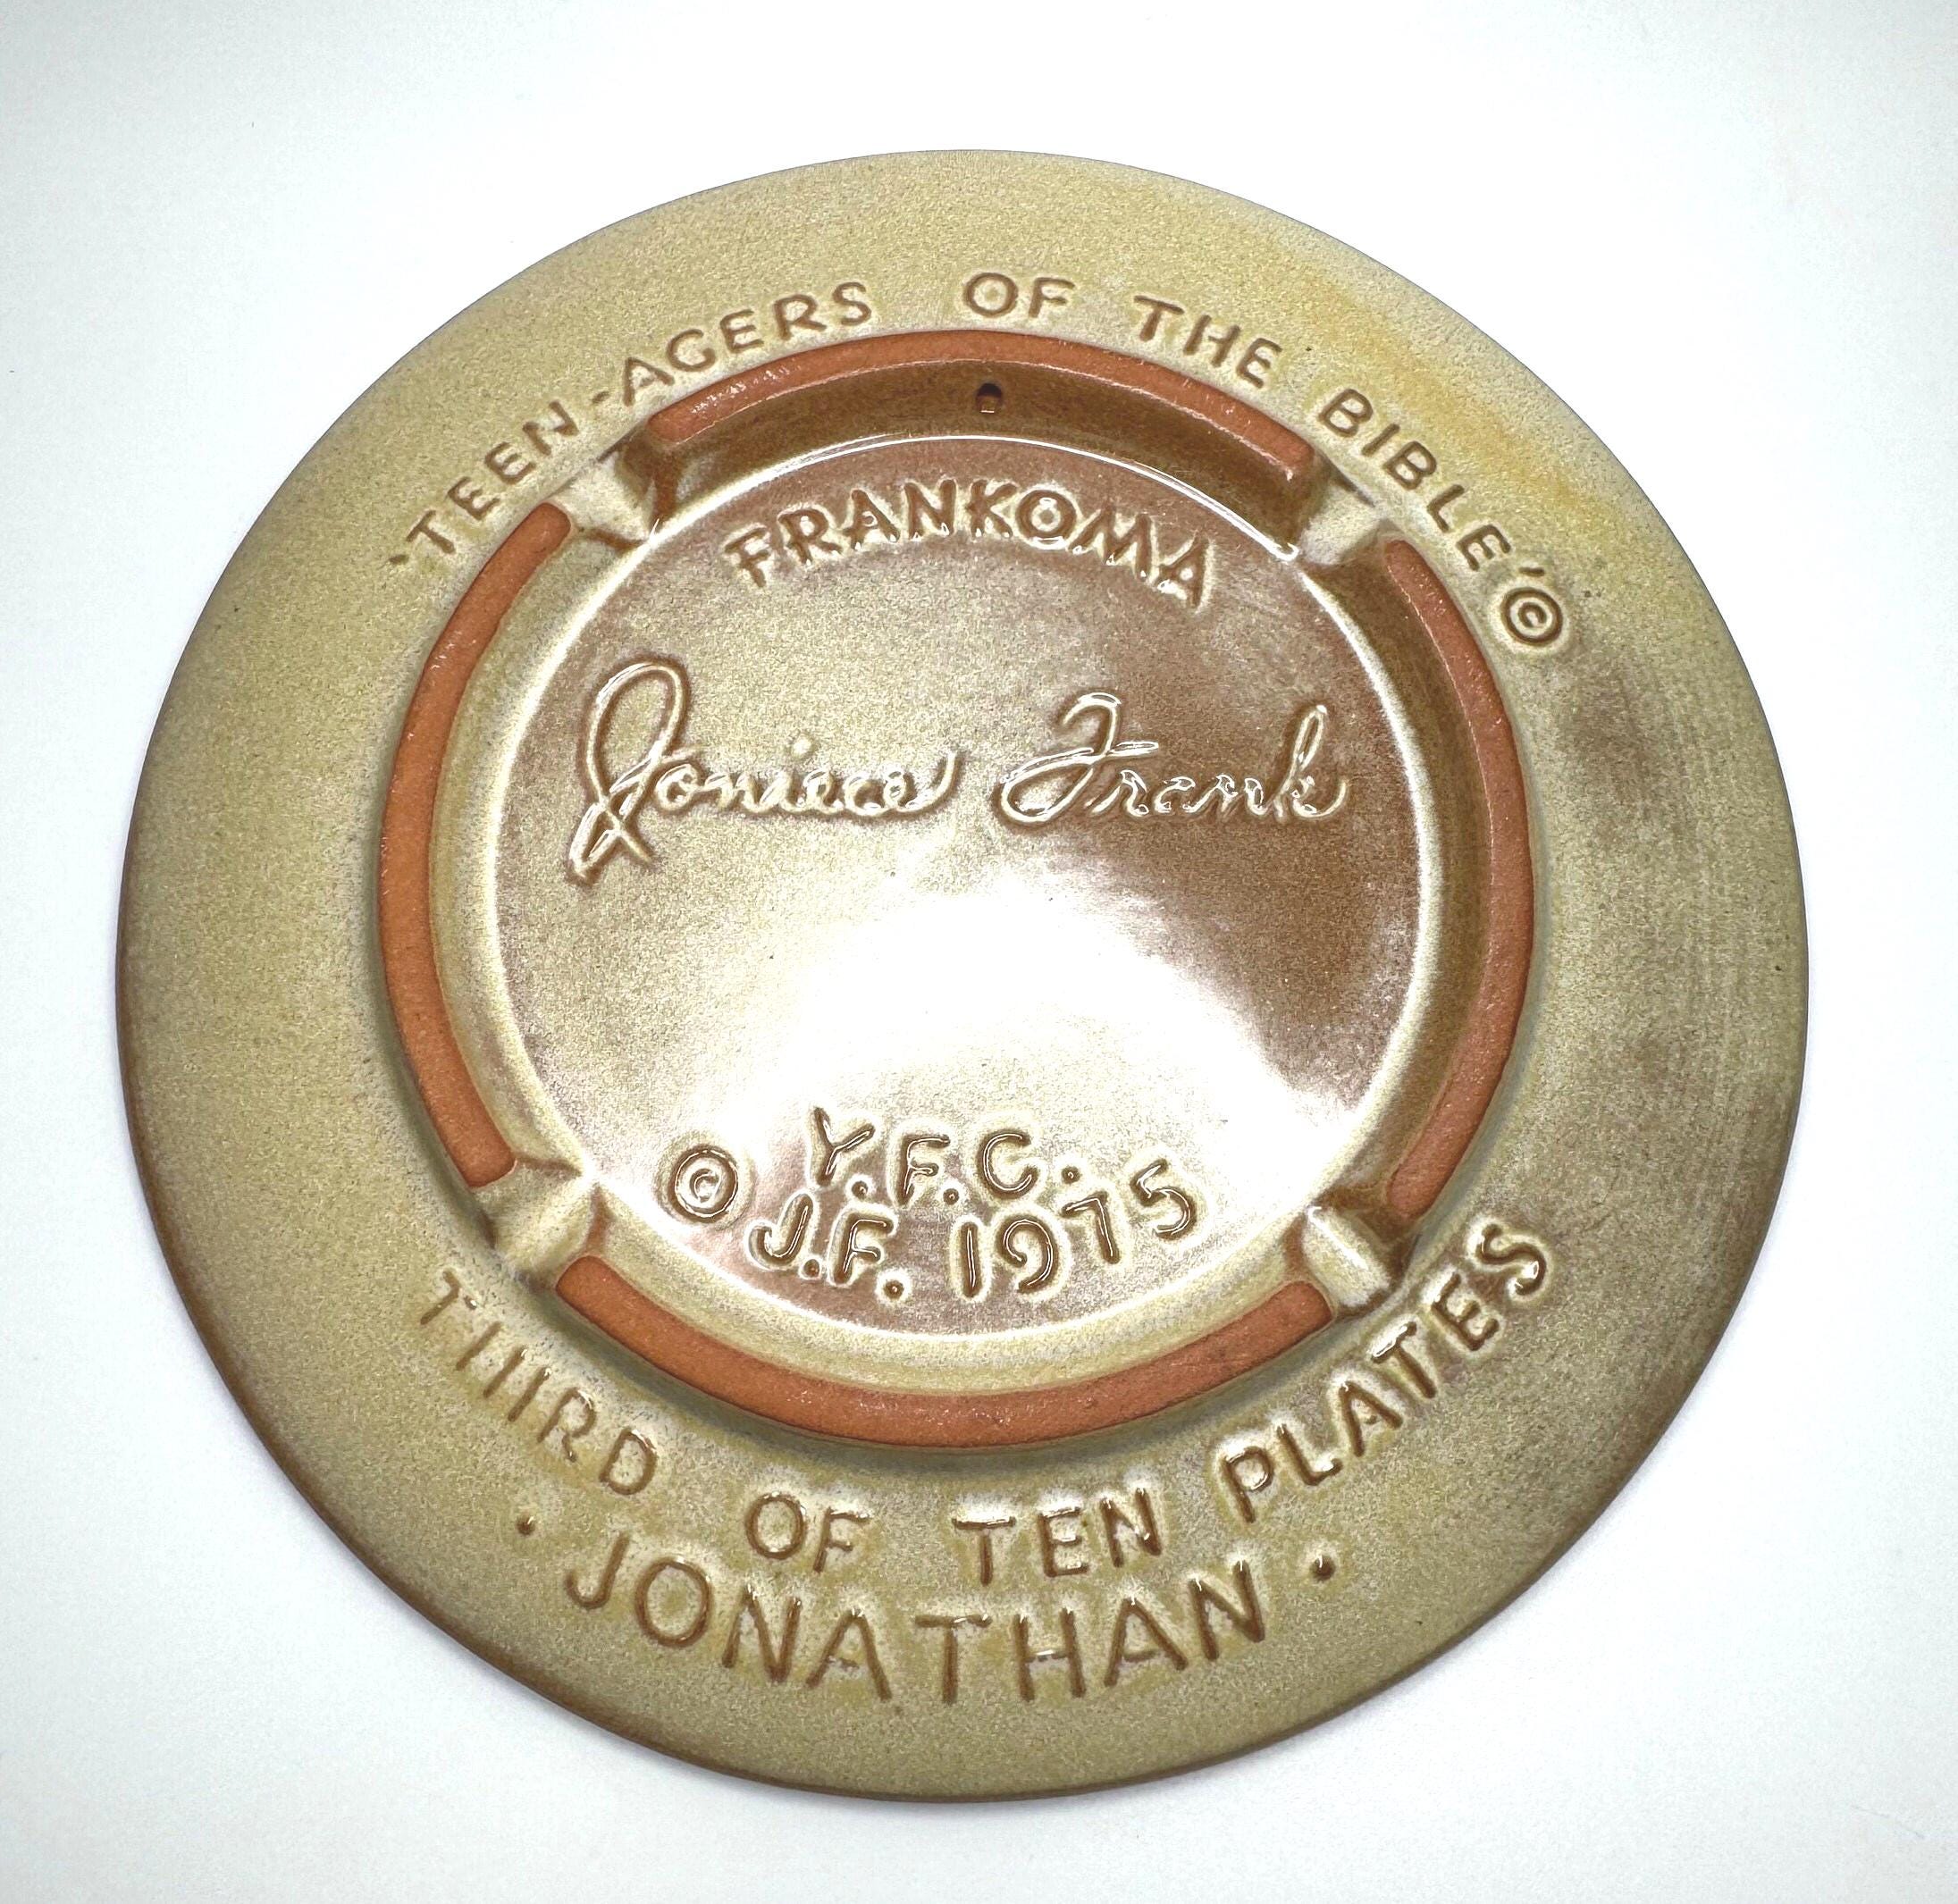 'TEEN-AGERS OF THE BIBLE'©
FRANKOMA
Joniece Frank
© Y.F.C.
J.F. 1975
THIRD OF TEN PLATES
· JONATHAN ·